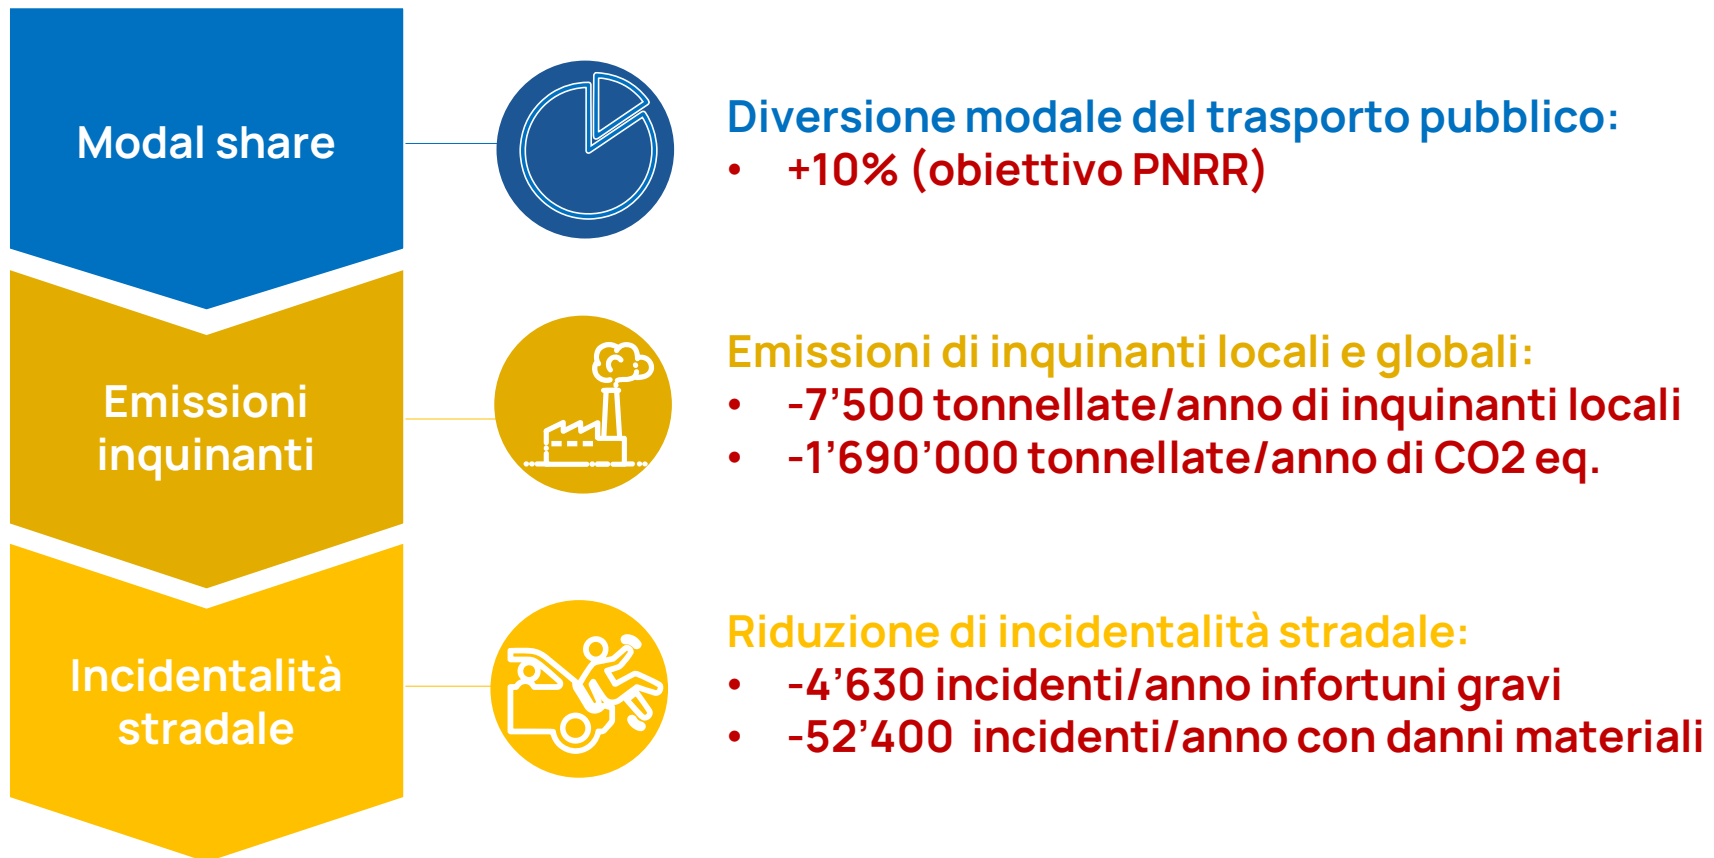 Modal share
Diversione modale del trasporto pubblico:
• +10% (obiettivo PNRR)
Emissioni
inquinanti
Emissioni di inquinanti locali e globali:
• -7’500 tonnellate/anno di inquinanti locali
• -1’690’000 tonnellate/anno di CO2 eq.
Incidentalità
stradale
Riduzione di incidentalità stradale:
• -4’630 incidenti/anno infortuni gravi
• -52’400 incidenti/anno con danni materiali